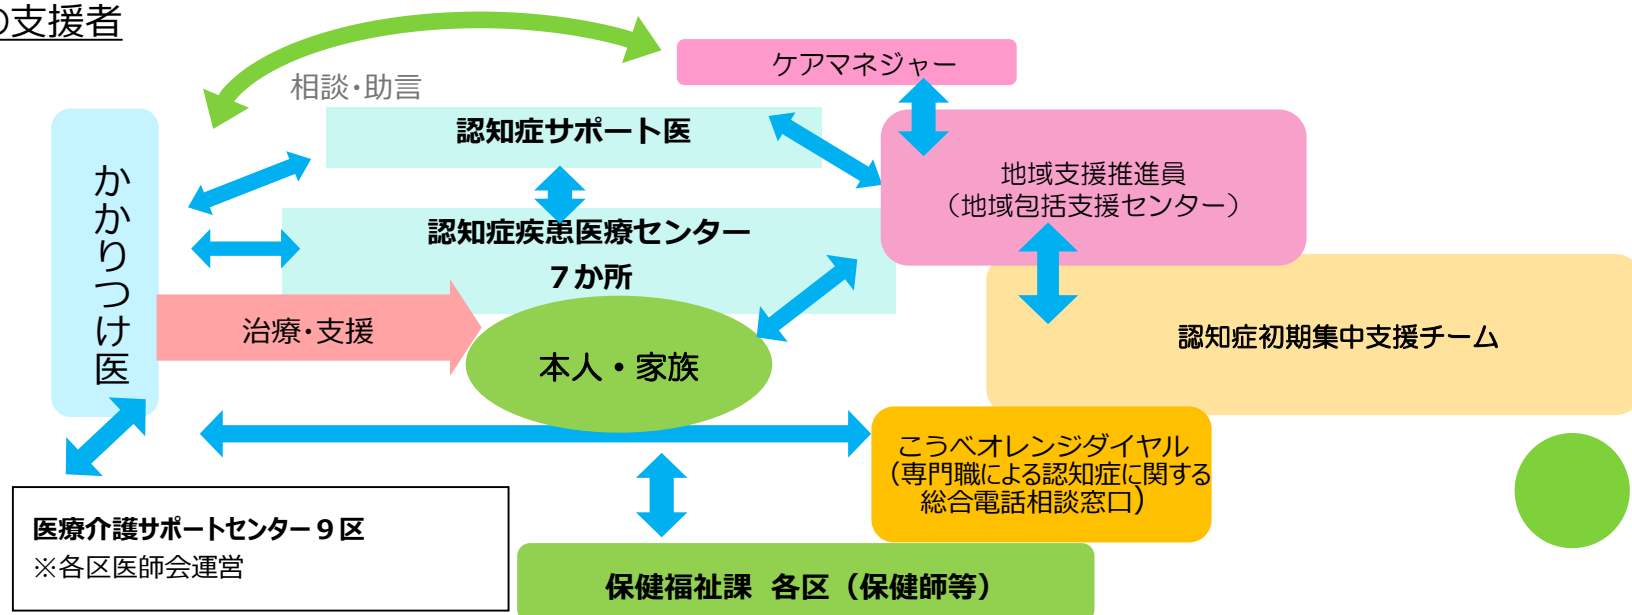 の支援者
ケアマネジャー
相談・助言
認知症サポート医
かかりつけ医
地域支援推進員
（地域包括支援センター）
認知症疾患医療センター
７か所
治療・支援
本人・家族
認知症初期集中支援チーム
こうべオレンジダイヤル
（専門職による認知症に関する
総合電話相談窓口）
医療介護サポートセンター９区
※各区医師会運営
保健福祉課 各区（保健師等）